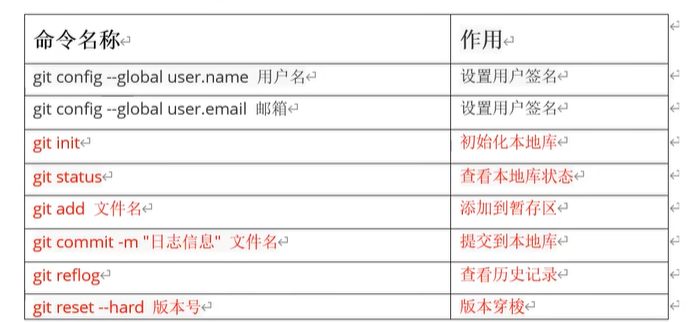 命令名称 作用
git config --global user.name 用户名 设置用户签名
git config --global user.email 邮箱 设置用户签名
git init 初始化本地库
git status 查看本地库状态
git add 文件名 添加到暂存区
git commit -m "日志信息" 文件名 提交到本地库
git reflog 查看历史记录
git reset --hard 版本号 版本穿梭